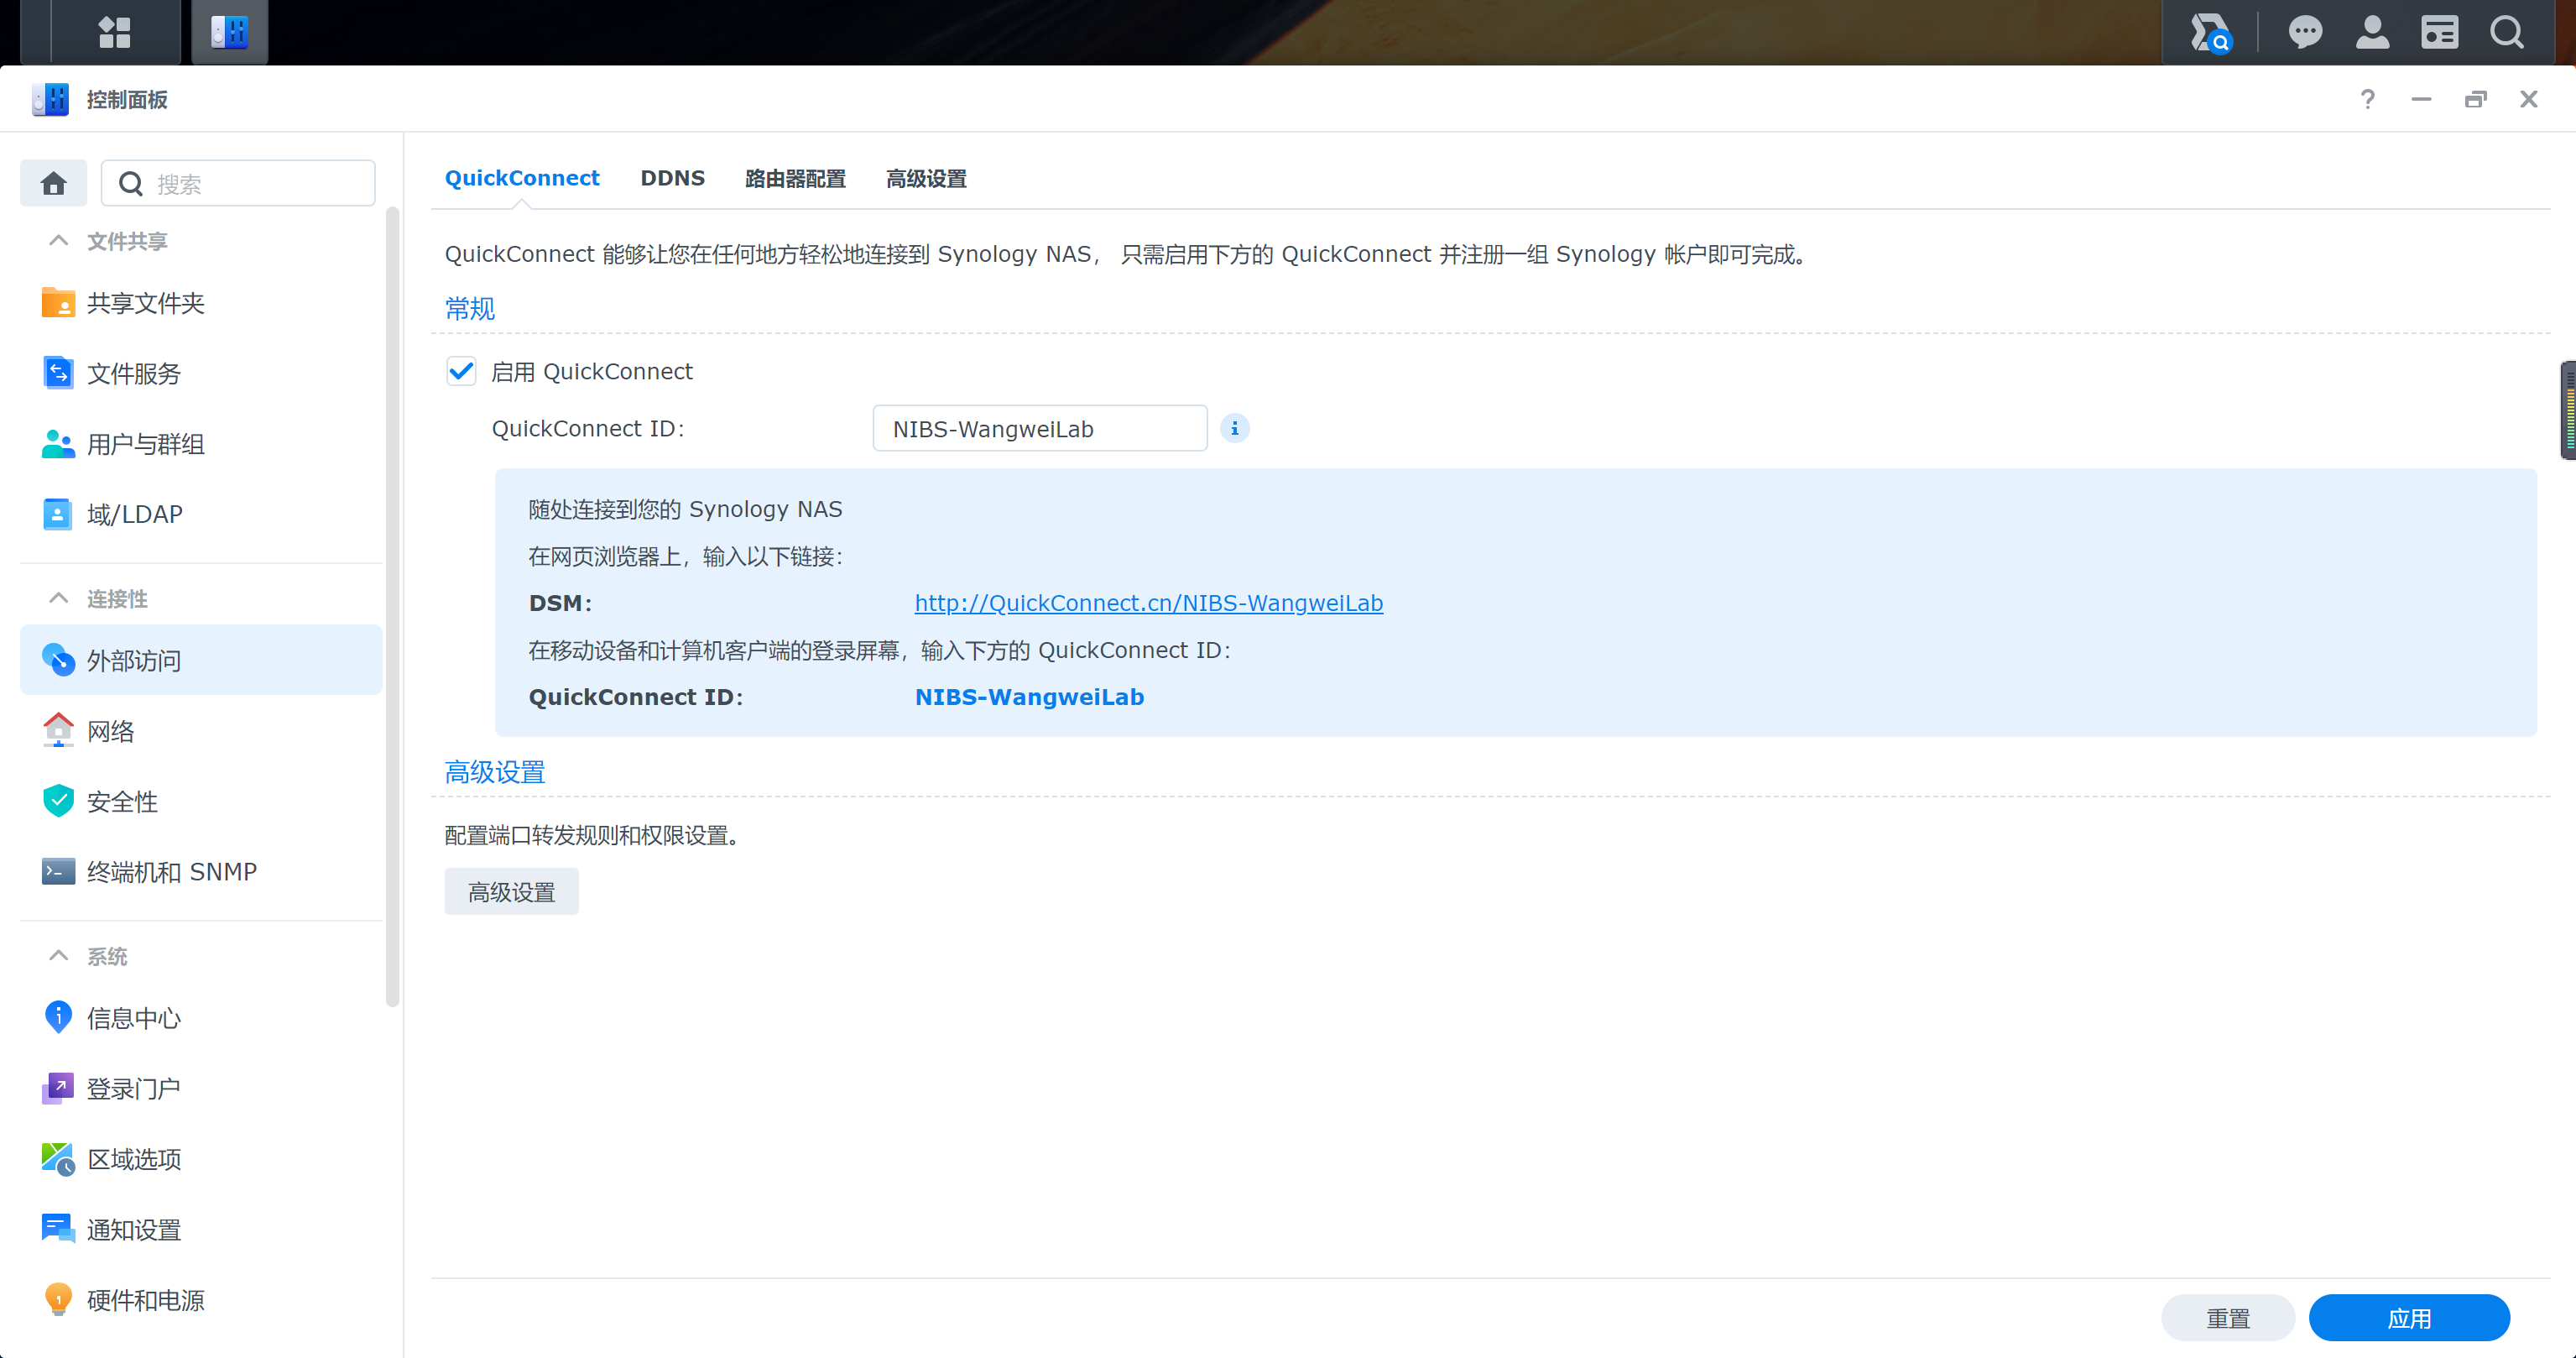 控制面板
搜索
文件共享
共享文件夹
文件服务
用户与群组
域/LDAP
连接性
外部访问
网络
安全性
终端机和 SNMP
系统
信息中心
登录门户
区域选项
通知设置
硬件和电源
QuickConnect DDNS 路由器配置 高级设置
QuickConnect 能够让您在任何地方轻松地连接到 Synology NAS， 只需启用下方的 QuickConnect 并注册一组 Synology 帐户即可完成。
常规
启用 QuickConnect
QuickConnect ID： NIBS-WangweiLab
随处连接到您的 Synology NAS
在网页浏览器上，输入以下链接：
DSM： http://QuickConnect.cn/NIBS-WangweiLab
在移动设备和计算机客户端的登录屏幕，输入下方的 QuickConnect ID：
QuickConnect ID： NIBS-WangweiLab
高级设置
配置端口转发规则和权限设置。
高级设置
重置 应用